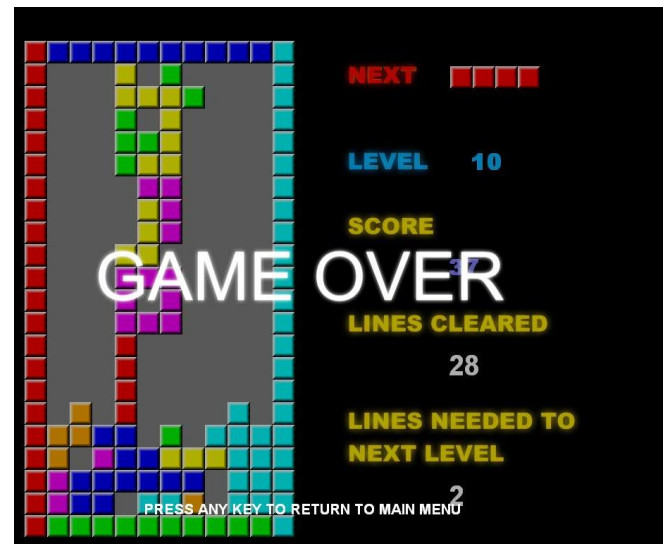 NEXT
LEVEL 10
SCORE
37
GAME OVER
LINES CLEARED
28
LINES NEEDED TO
NEXT LEVEL
2
PRESS ANY KEY TO RETURN TO MAIN MENU